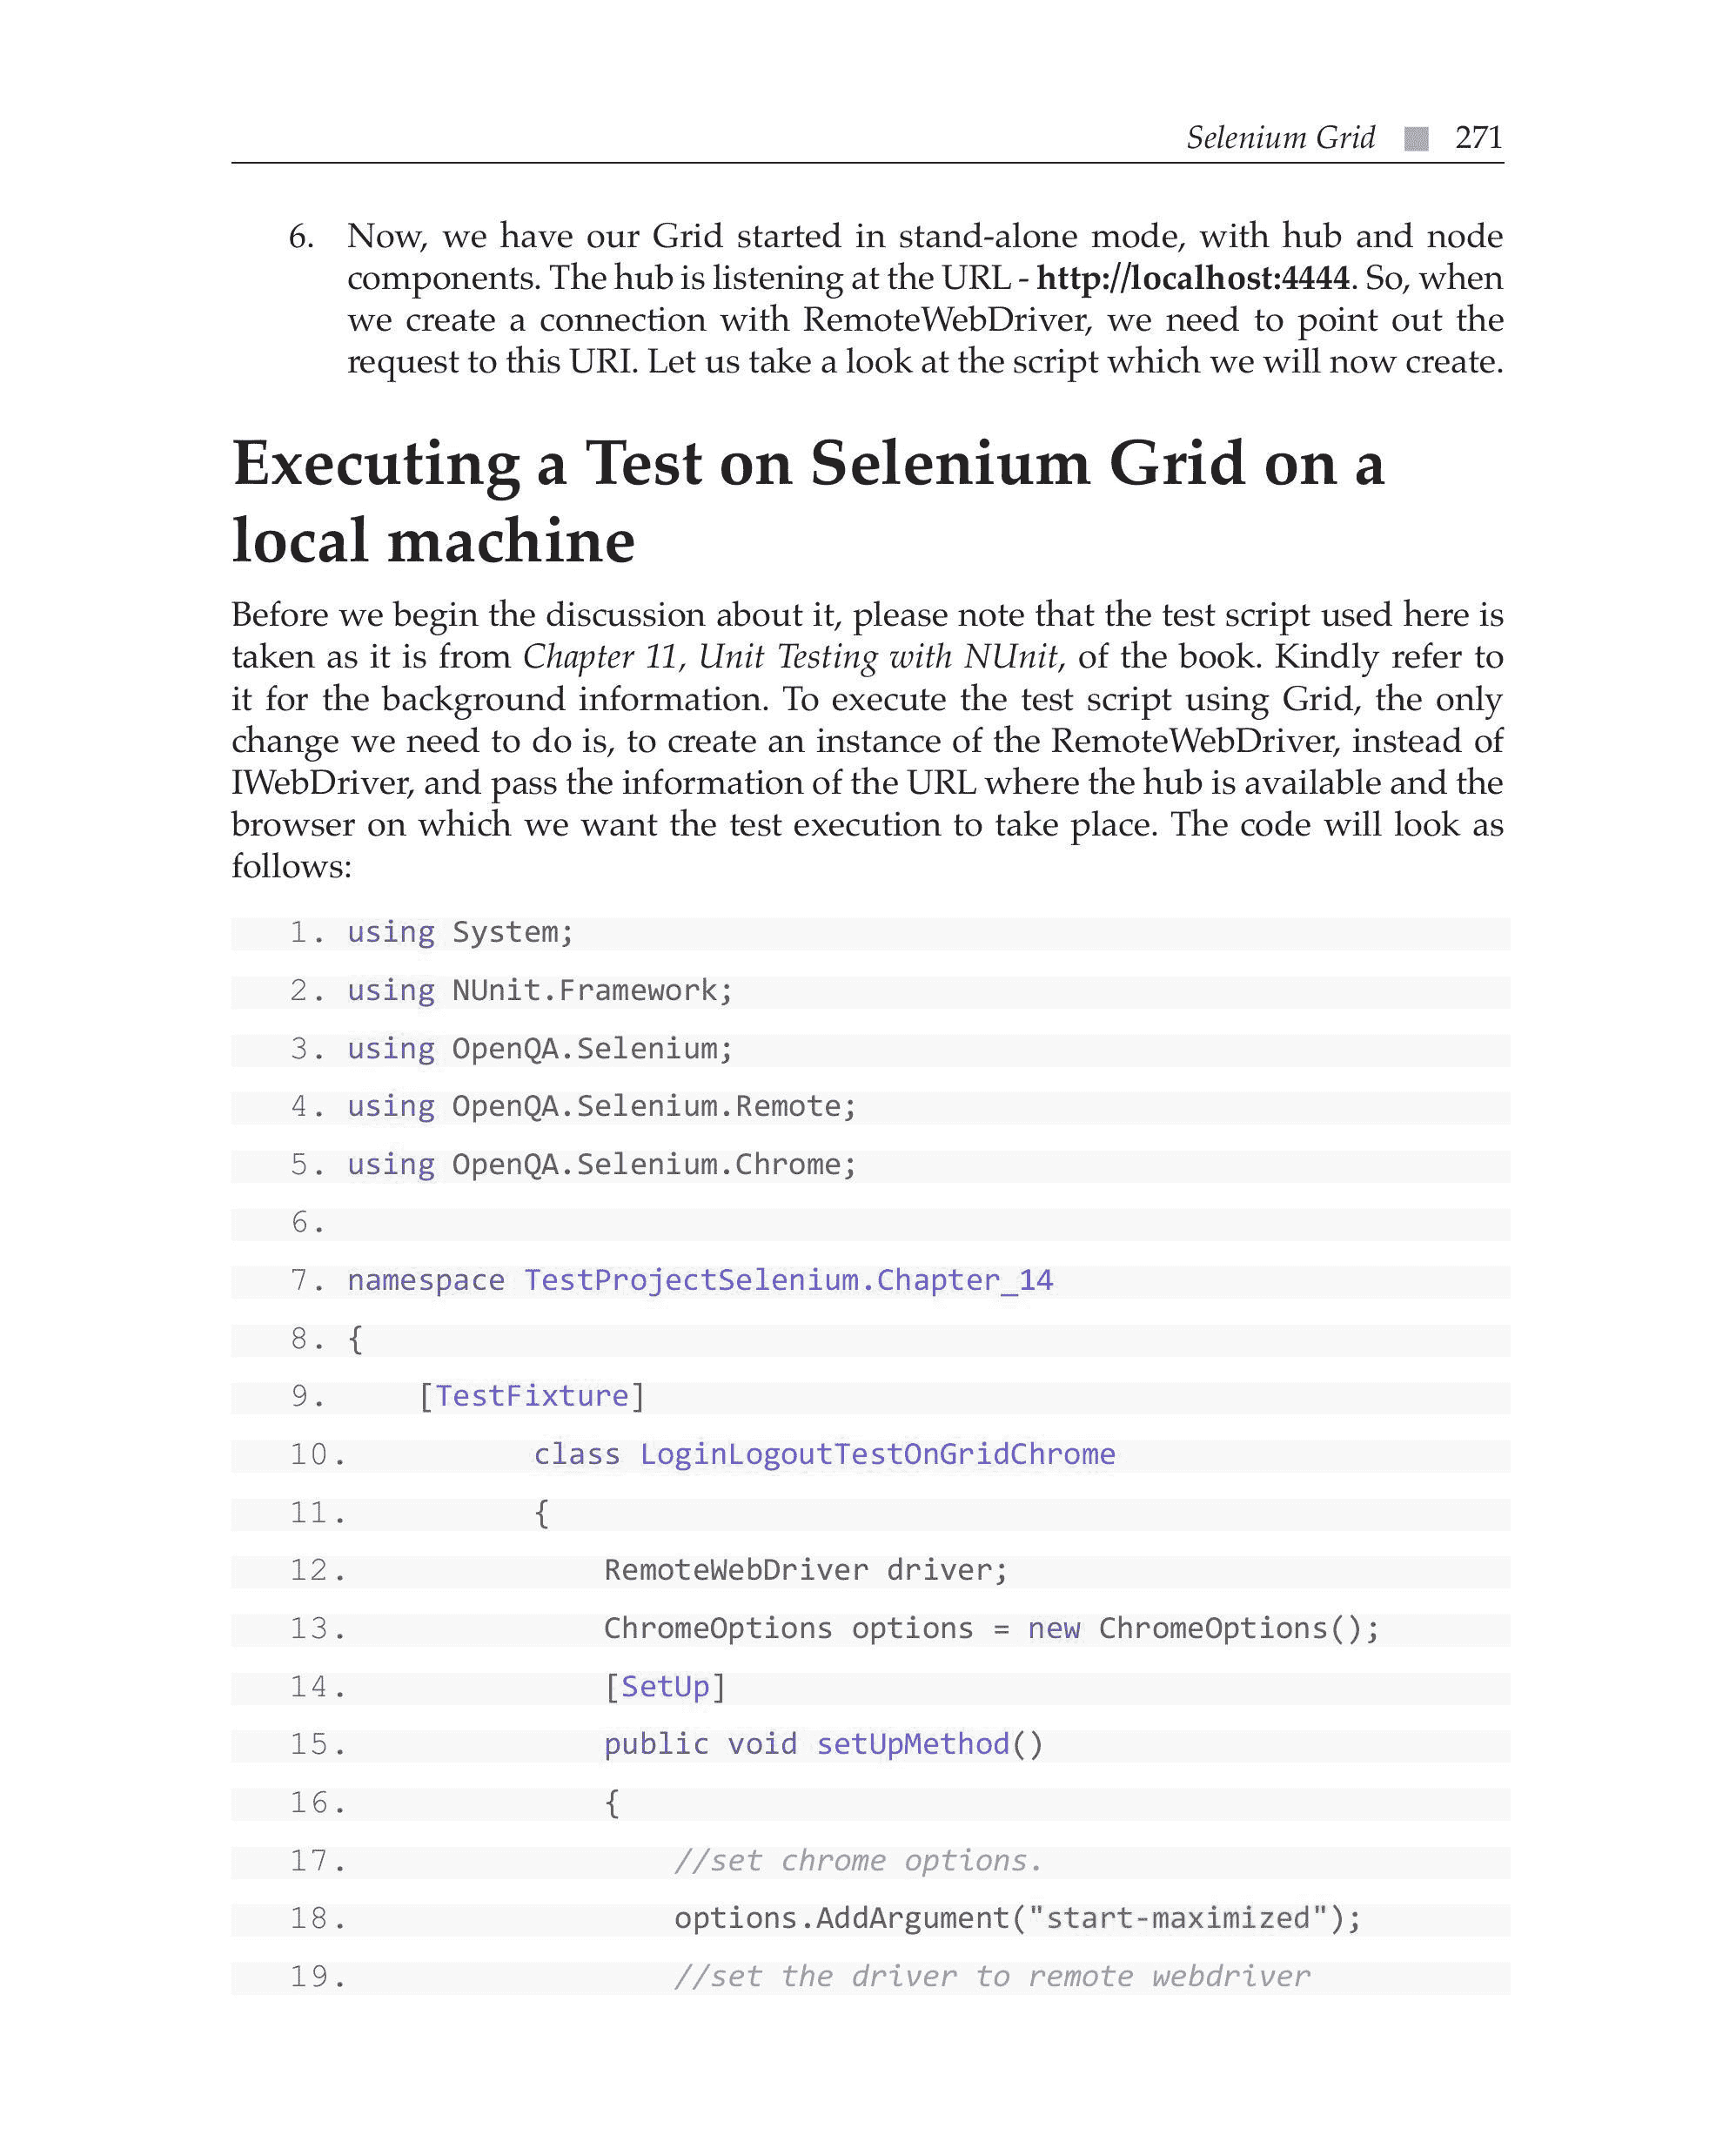 Selenium Grid 271
6. Now, we have our Grid started in stand-alone mode, with hub and node
components. The hub is listening at the URL - http://localhost:4444. So, when
we create a connection with RemoteWebDriver, we need to point out the
request to this URI. Let us take a look at the script which we will now create.
Executing a Test on Selenium Grid on a
local machine
Before we begin the discussion about it, please note that the test script used here is
taken as it is from Chapter 11, Unit Testing with NUnit, of the book. Kindly refer to
it for the background information. To execute the test script using Grid, the only
change we need to do is, to create an instance of the RemoteWebDriver, instead of
IWebDriver, and pass the information of the URL where the hub is available and the
browser on which we want the test execution to take place. The code will look as
follows:
1. using System;
2. using NUnit.Framework;
3. using OpenQA.Selenium;
4. using OpenQA.Selenium.Remote;
5. using OpenQA.Selenium.Chrome;
6.
7. namespace TestProjectSelenium.Chapter_14
8. {
9. [TestFixture]
10. class LoginLogoutTestOnGridChrome
11. {
12. RemoteWebDriver driver;
13. ChromeOptions options = new ChromeOptions();
14. [SetUp]
15. public void setUpMethod()
16. {
17. //set chrome options.
18. options.AddArgument("start-maximized");
19. //set the driver to remote webdriver